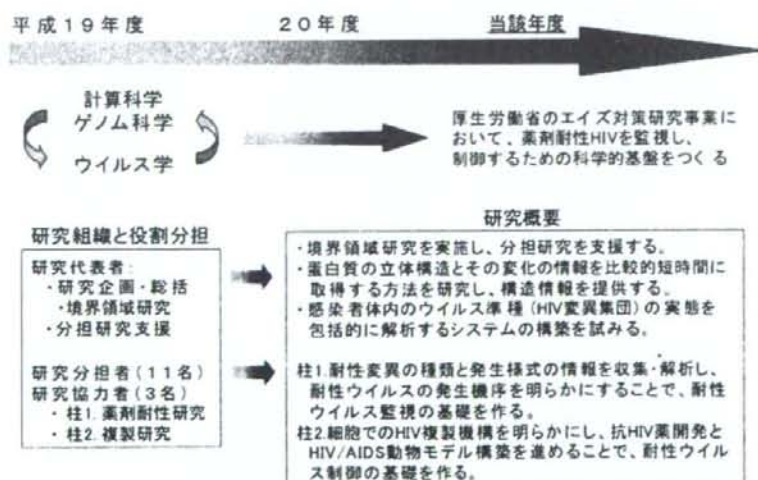 平成19年度 20年度 当該年度
計算科学
ゲノム科学
ウイルス学
厚生労働省のエイズ対策研究事業に
おいて、薬剤耐性HIVを監視し、
制御するための科学的基盤をつくる
研究組織と役割分担
研究代表者:
・研究企画・総括
・境界領域研究
・分担研究支援
研究分担者(11名)
研究協力者(3名)
・柱1. 薬剤耐性研究
・柱2. 複製研究
研究概要
・境界領域研究を実施し、分担研究を支援する。
・蛋白質の立体構造とその変化の情報を比較的短時間に
取得する方法を研究し、構造情報を提供する。
・感染者体内のウイルス準種(HIV変異集団)の実態を
包括的に解析するシステムの構築を試みる。
柱1.耐性変異の種類と発生様式の情報を収集・解析し、
耐性ウイルスの発生機序を明らかにすることで、耐性
ウイルス監視の基礎を作る。
柱2.細胞でのHIV複製機構を明らかにし、抗HIV薬開発と
HIV/AIDS動物モデル構築を進めることで、耐性ウイル
ス制御の基礎を作る。